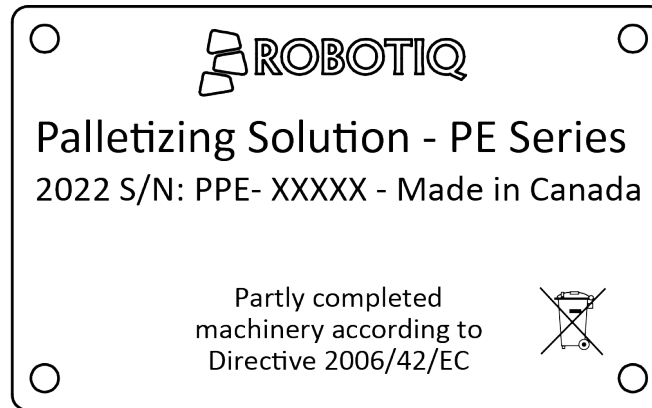 ROBOTIQ
Palletizing Solution - PE Series
2022 S/N: PPE- XXXXX - Made in Canada
Partly completed
machinery according to
Directive 2006/42/EC